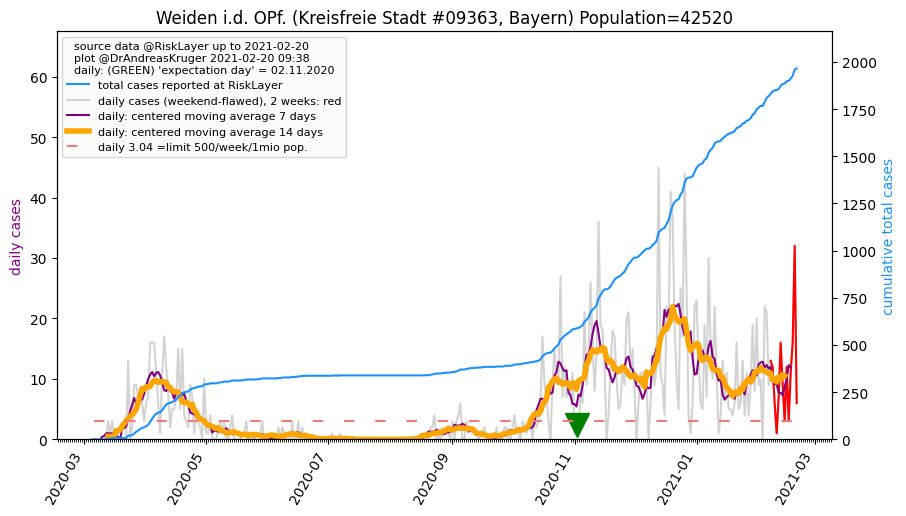 Weiden i.d. OPf. (Kreisfreie Stadt #09363, Bayern) Population=42520
source data @RiskLayer up to 2021-02-20
plot @DrAndreasKruger 2021-02-20 09:38
daily: (GREEN) 'expectation day' = 02.11.2020
total cases reported at RiskLayer
daily cases (weekend-flawed), 2 weeks: red
daily: centered moving average 7 days
daily: centered moving average 14 days
daily 3.04 =limit 500/week/1mio pop.
daily cases
60
50
40
30
20
10
0
cumulative total cases
2000
1750
1500
1250
1000
750
500
250
0
2020-03
2020-05
2020-07
2020-09
2020-11
2021-01
2021-03